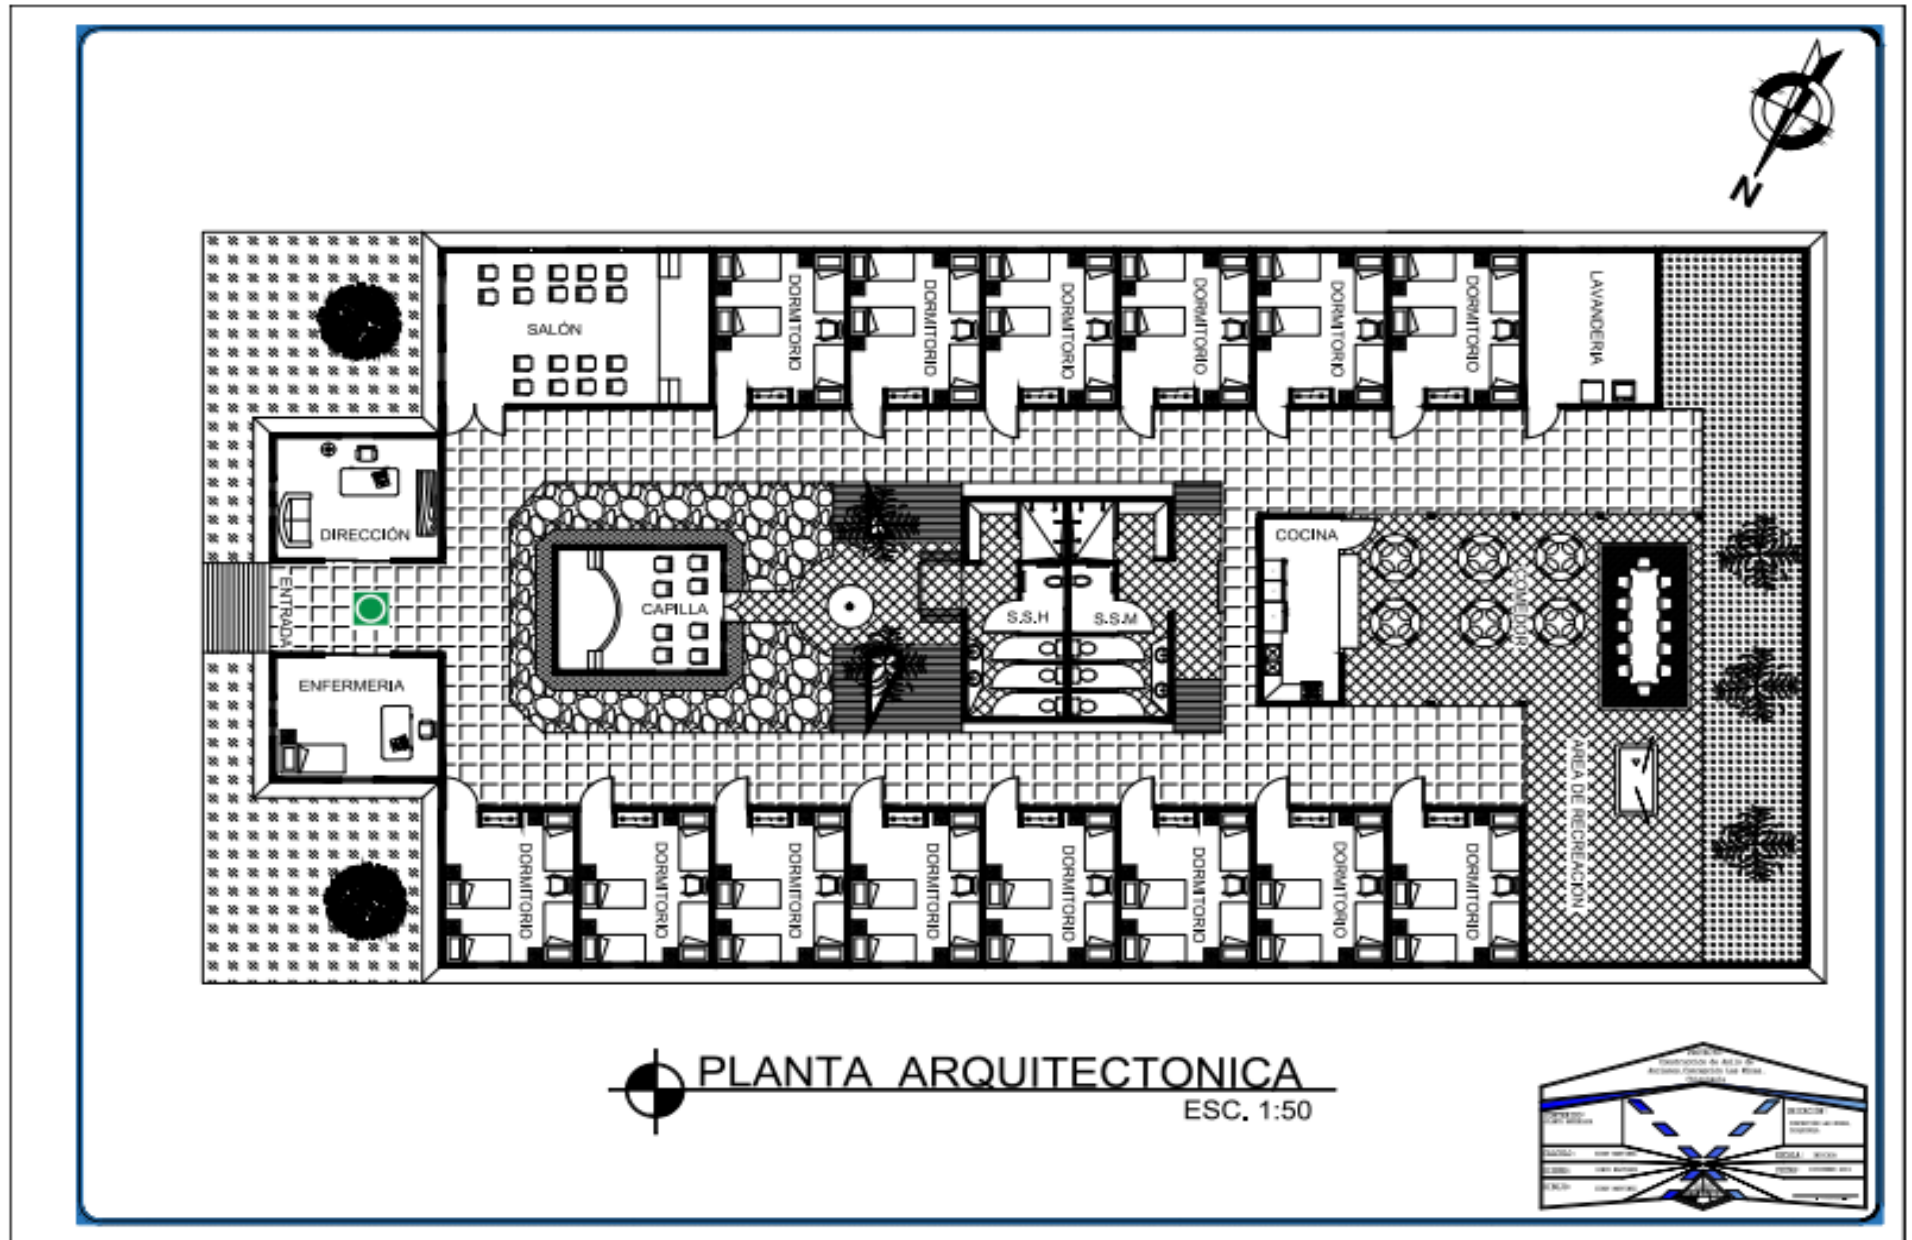 N
SALÓN
DORMITORIO
DORMITORIO
DORMITORIO
DORMITORIO
DORMITORIO
DORMITORIO
LAVANDERIA
DIRECCIÓN
ENTRADA
CAPILLA
S.S.H
S.S.M
COCINA
COMEDOR
ENFERMERIA
AREA DE RECREACIÓN
DORMITORIO
DORMITORIO
DORMITORIO
DORMITORIO
DORMITORIO
DORMITORIO
DORMITORIO
DORMITORIO
PLANTA ARQUITECTONICA
ESC. 1:50